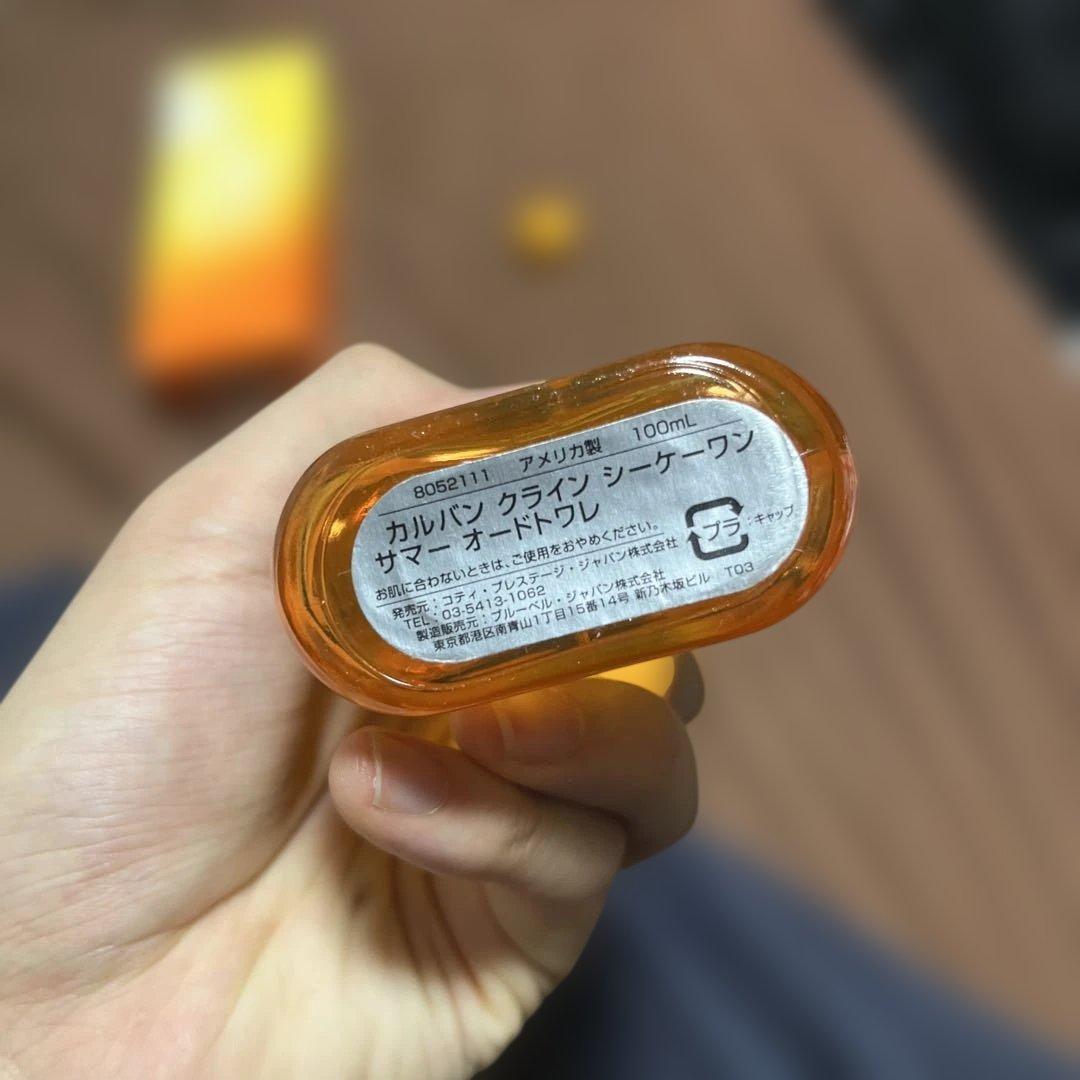 8052111 アメリカ製 100mL
カルバン クライン シーケーワン
サマー オードトワレ
お肌に合わないときは、ご使用をおやめください。
プラ : キャップ
発売元 : コティ・プレステージ・ジャパン株式会社
TEL : 03-5413-1062
製造販売元 : ブルーベル・ジャパン株式会社
東京都港区南青山1丁目15番14号 新乃木坂ビル T03